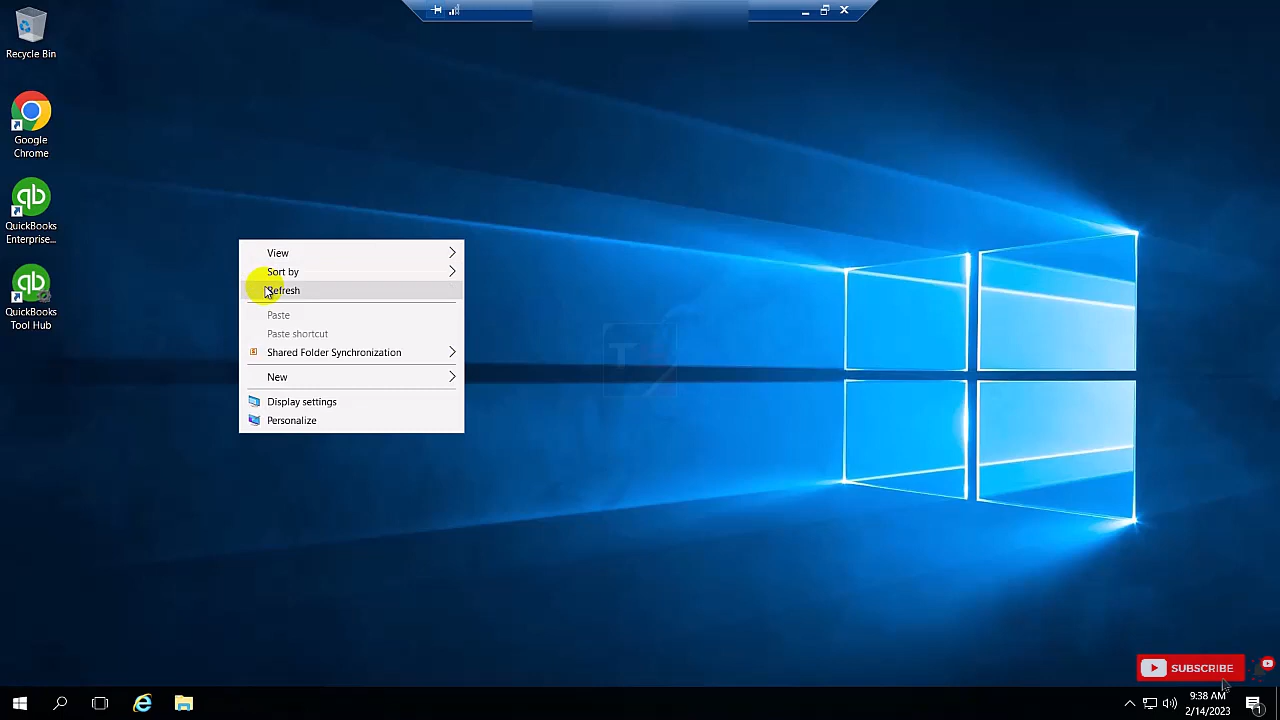 Recycle Bin
Google
Chrome
QuickBooks
Enterprise...
QuickBooks
Tool Hub
View
Sort by
Refresh
Paste
Paste shortcut
Shared Folder Synchronization
New
Display settings
Personalize
SUBSCRIBE
9:38 AM
2/14/2023
1